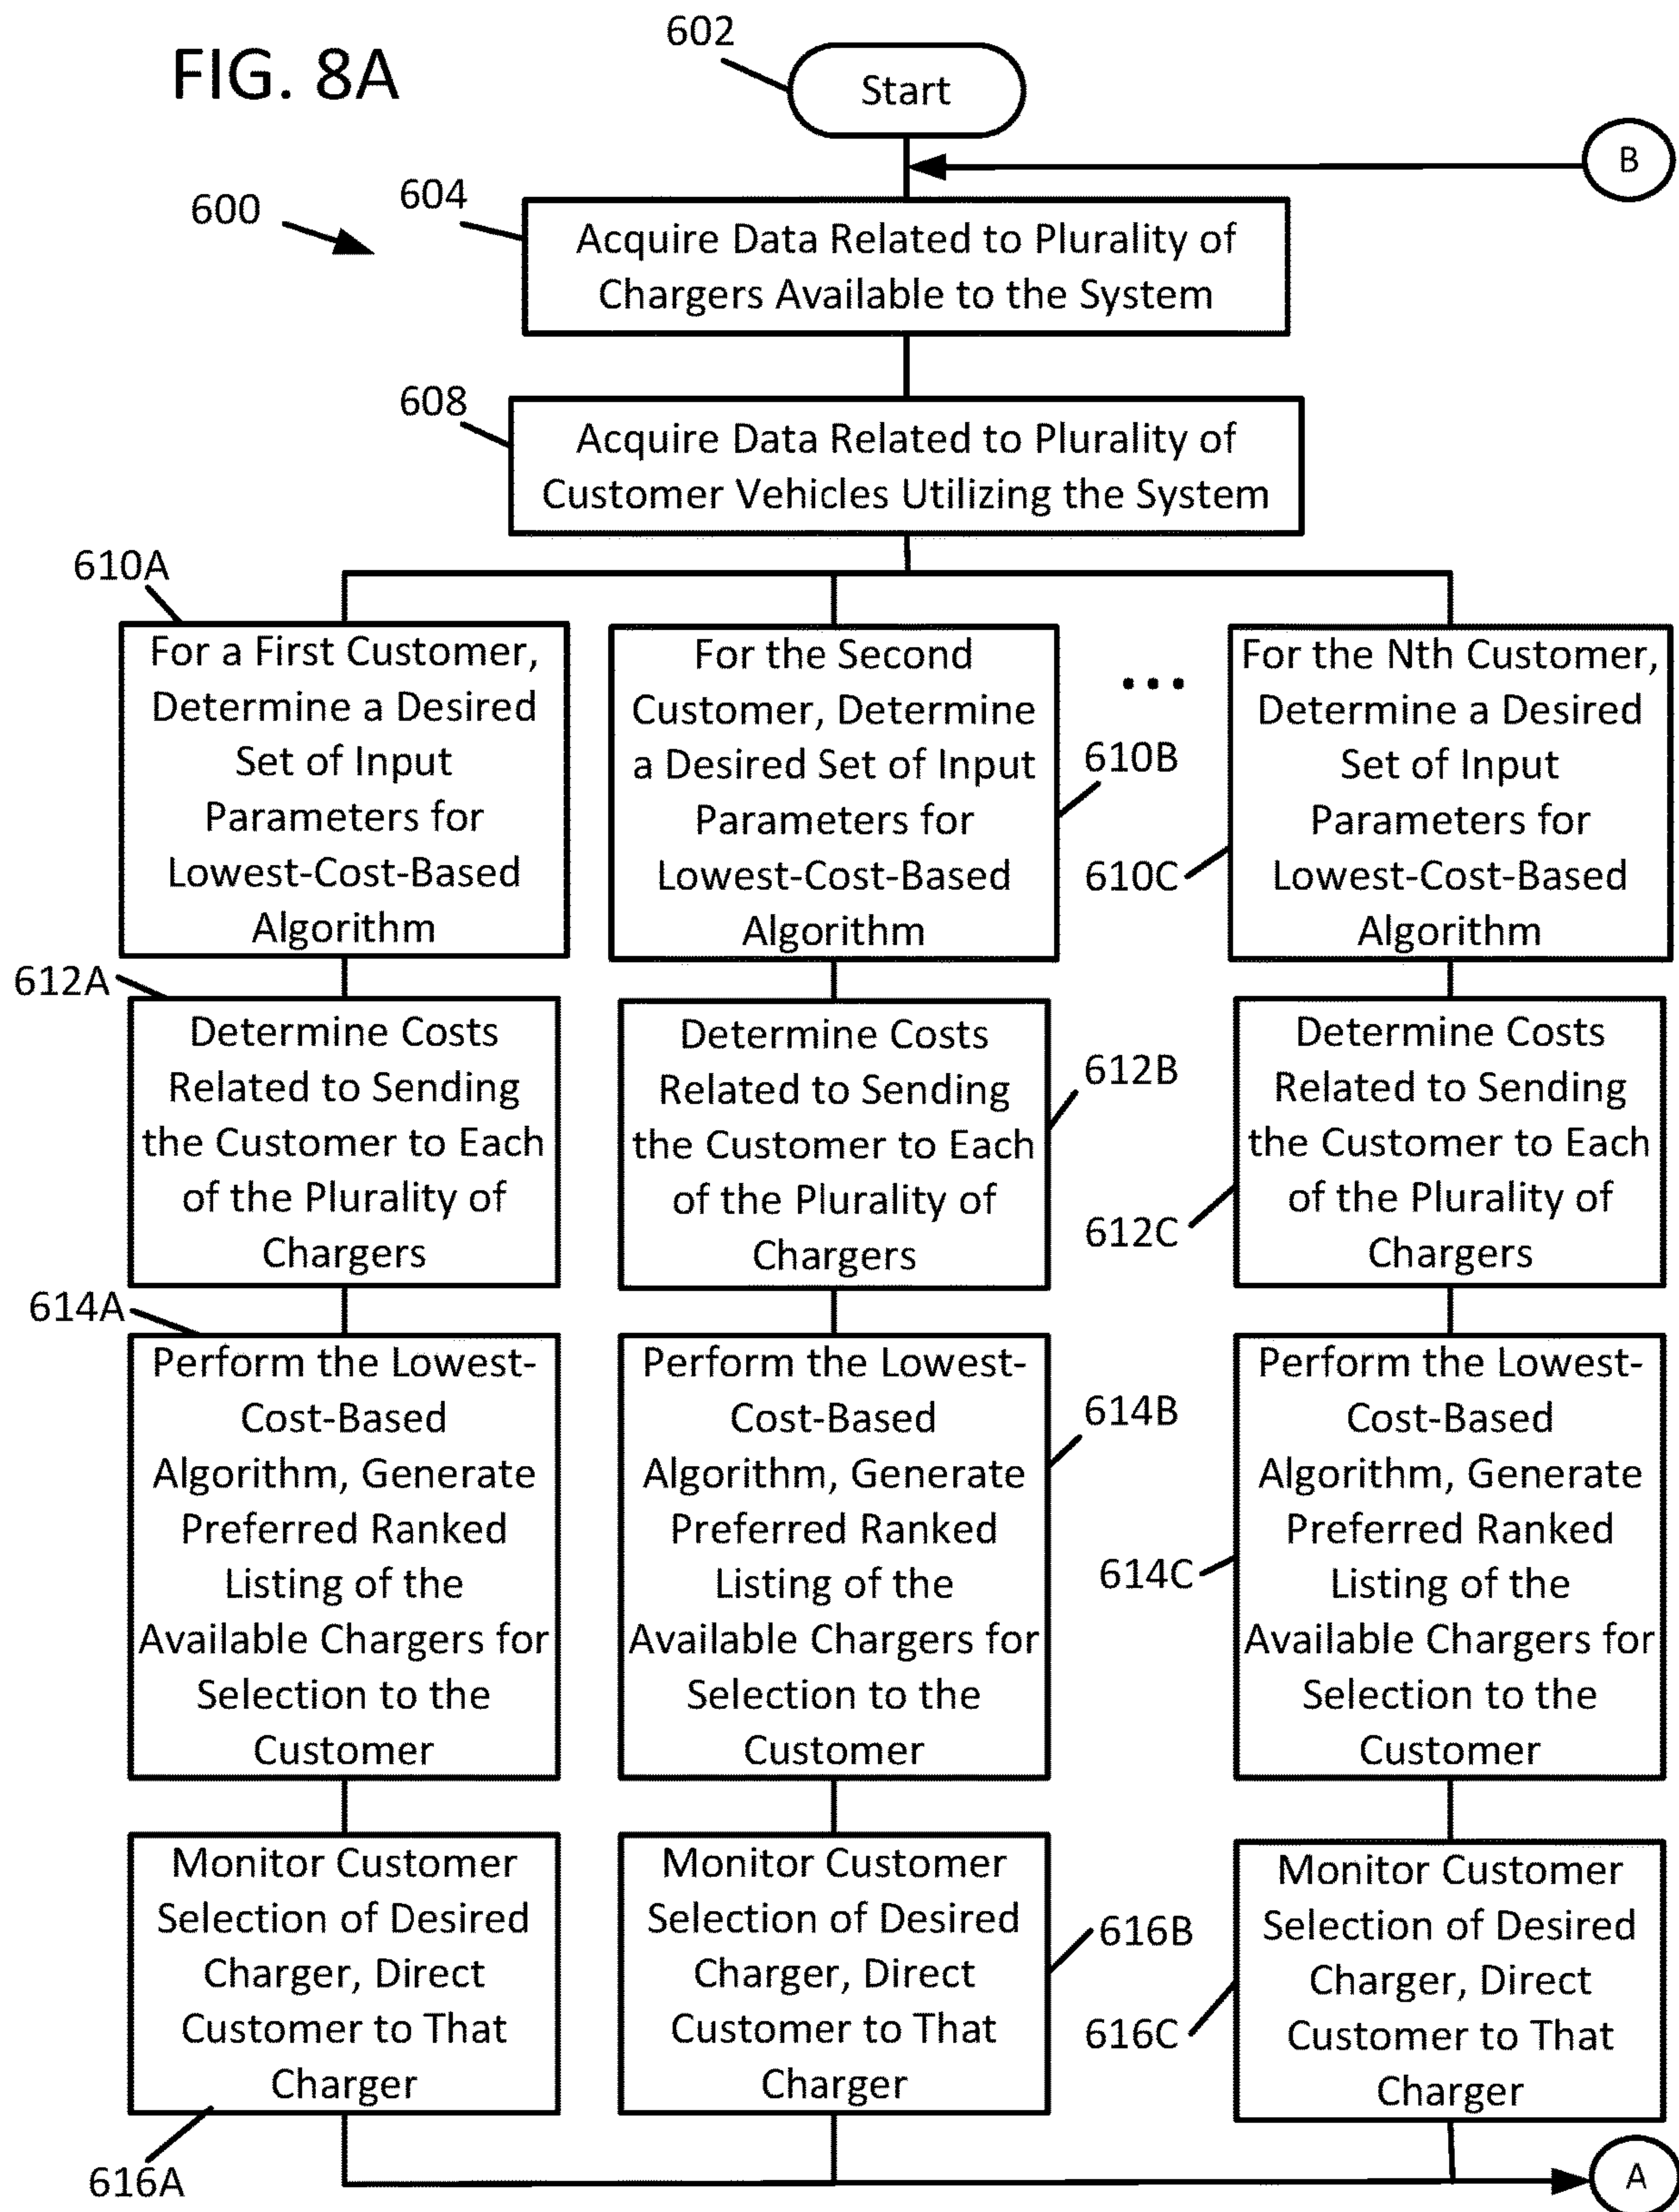 FIG. 8A
602
Start
B
600
604
Acquire Data Related to Plurality of
Chargers Available to the System
608
Acquire Data Related to Plurality of
Customer Vehicles Utilizing the System
610A
For a First Customer,
Determine a Desired
Set of Input
Parameters for
Lowest-Cost-Based
Algorithm
For the Second
Customer, Determine
a Desired Set of Input
Parameters for
Lowest-Cost-Based
Algorithm
610B
...
610C
For the Nth Customer,
Determine a Desired
Set of Input
Parameters for
Lowest-Cost-Based
Algorithm
612A
Determine Costs
Related to Sending
the Customer to Each
of the Plurality of
Chargers
Determine Costs
Related to Sending
the Customer to Each
of the Plurality of
Chargers
612B
612C
Determine Costs
Related to Sending
the Customer to Each
of the Plurality of
Chargers
614A
Perform the Lowest-
Cost-Based
Algorithm, Generate
Preferred Ranked
Listing of the
Available Chargers for
Selection to the
Customer
Perform the Lowest-
Cost-Based
Algorithm, Generate
Preferred Ranked
Listing of the
Available Chargers for
Selection to the
Customer
614B
614C
Perform the Lowest-
Cost-Based
Algorithm, Generate
Preferred Ranked
Listing of the
Available Chargers for
Selection to the
Customer
Monitor Customer
Selection of Desired
Charger, Direct
Customer to That
Charger
616A
Monitor Customer
Selection of Desired
Charger, Direct
Customer to That
Charger
616B
616C
Monitor Customer
Selection of Desired
Charger, Direct
Customer to That
Charger
A